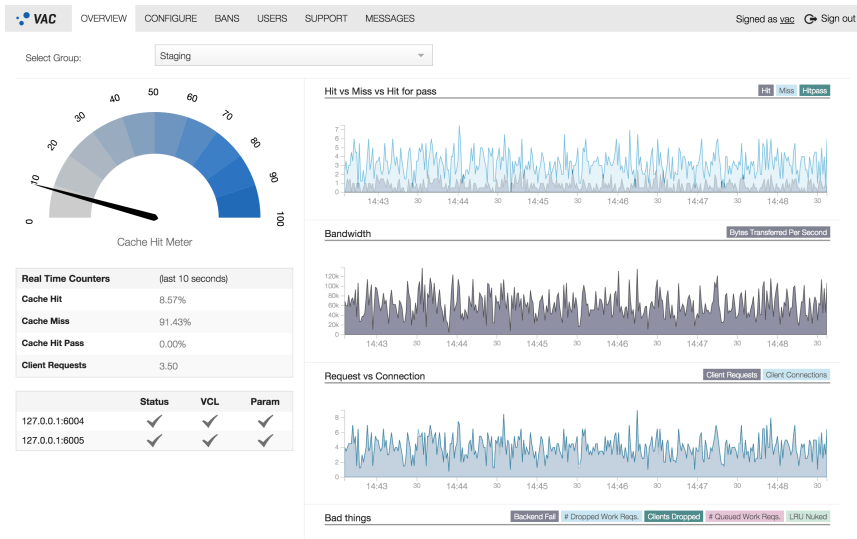 VAC OVERVIEW CONFIGURE BANS USERS SUPPORT MESSAGES Signed as vac Sign out
Select Group: Staging
0 10 20 30 40 50 60 70 80 90 100
Cache Hit Meter
Real Time Counters (last 10 seconds)
Cache Hit 8.57%
Cache Miss 91.43%
Cache Hit Pass 0.00%
Client Requests 3.50
Status VCL Param
127.0.0.1:6004
127.0.0.1:6005
Hit vs Miss vs Hit for pass Hit Miss Hitpass
7
6
5
4
3
2
1
0
14:43 30 14:44 30 14:45 30 14:46 30 14:47 30 14:48 30
Bandwidth Bytes Transferred Per Second
120k
100k
80k
60k
40k
20k
0
14:43 30 14:44 30 14:45 30 14:46 30 14:47 30 14:48 30
Request vs Connection Client Requests Client Connections
8
6
4
2
0
14:43 30 14:44 30 14:45 30 14:46 30 14:47 30 14:48 30
Bad things Backend Fail # Dropped Work Reqs. Clients Dropped # Queued Work Reqs. LRU Nuked